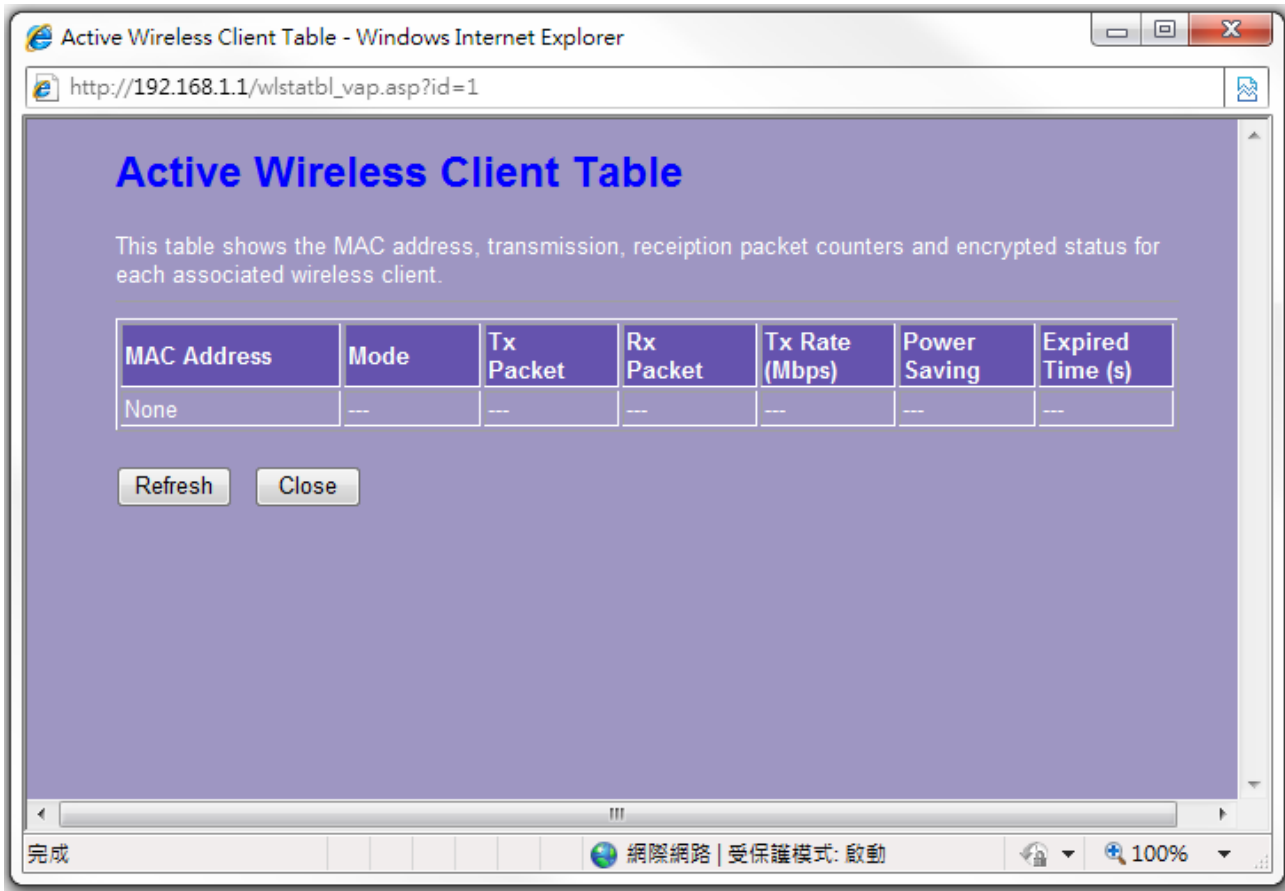 Active Wireless Client Table - Windows Internet Explorer
http://192.168.1.1/wlstatbl_vap.asp?id=1
Active Wireless Client Table
This table shows the MAC address, transmission, receiption packet counters and encrypted status for
each associated wireless client.
MAC Address Mode Tx Packet Rx Packet Tx Rate (Mbps) Power Saving Expired Time (s)
None --- --- --- --- --- ---
Refresh Close
完成 網際網路 | 受保護模式: 啟動 100%